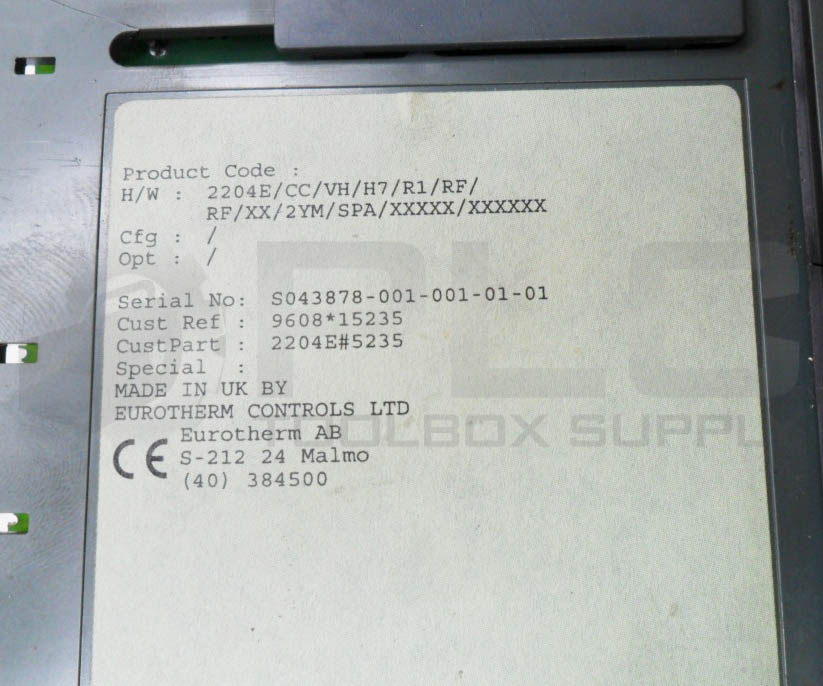 Product Code :
H/W : 2204E/CC/VH/H7/R1/RF/
RF/XX/2YM/SPA/XXXXX/XXXXXX
Cfg : /
Opt : /
Serial No: S043878-001-001-01-01
Cust Ref : 9608*15235
CustPart : 2204E#5235
Special :
MADE IN UK BY
EUROTHERM CONTROLS LTD
CE
Eurotherm AB
S-212 24 Malmo
(40) 384500
PLC
TOOLBOX SUPPL